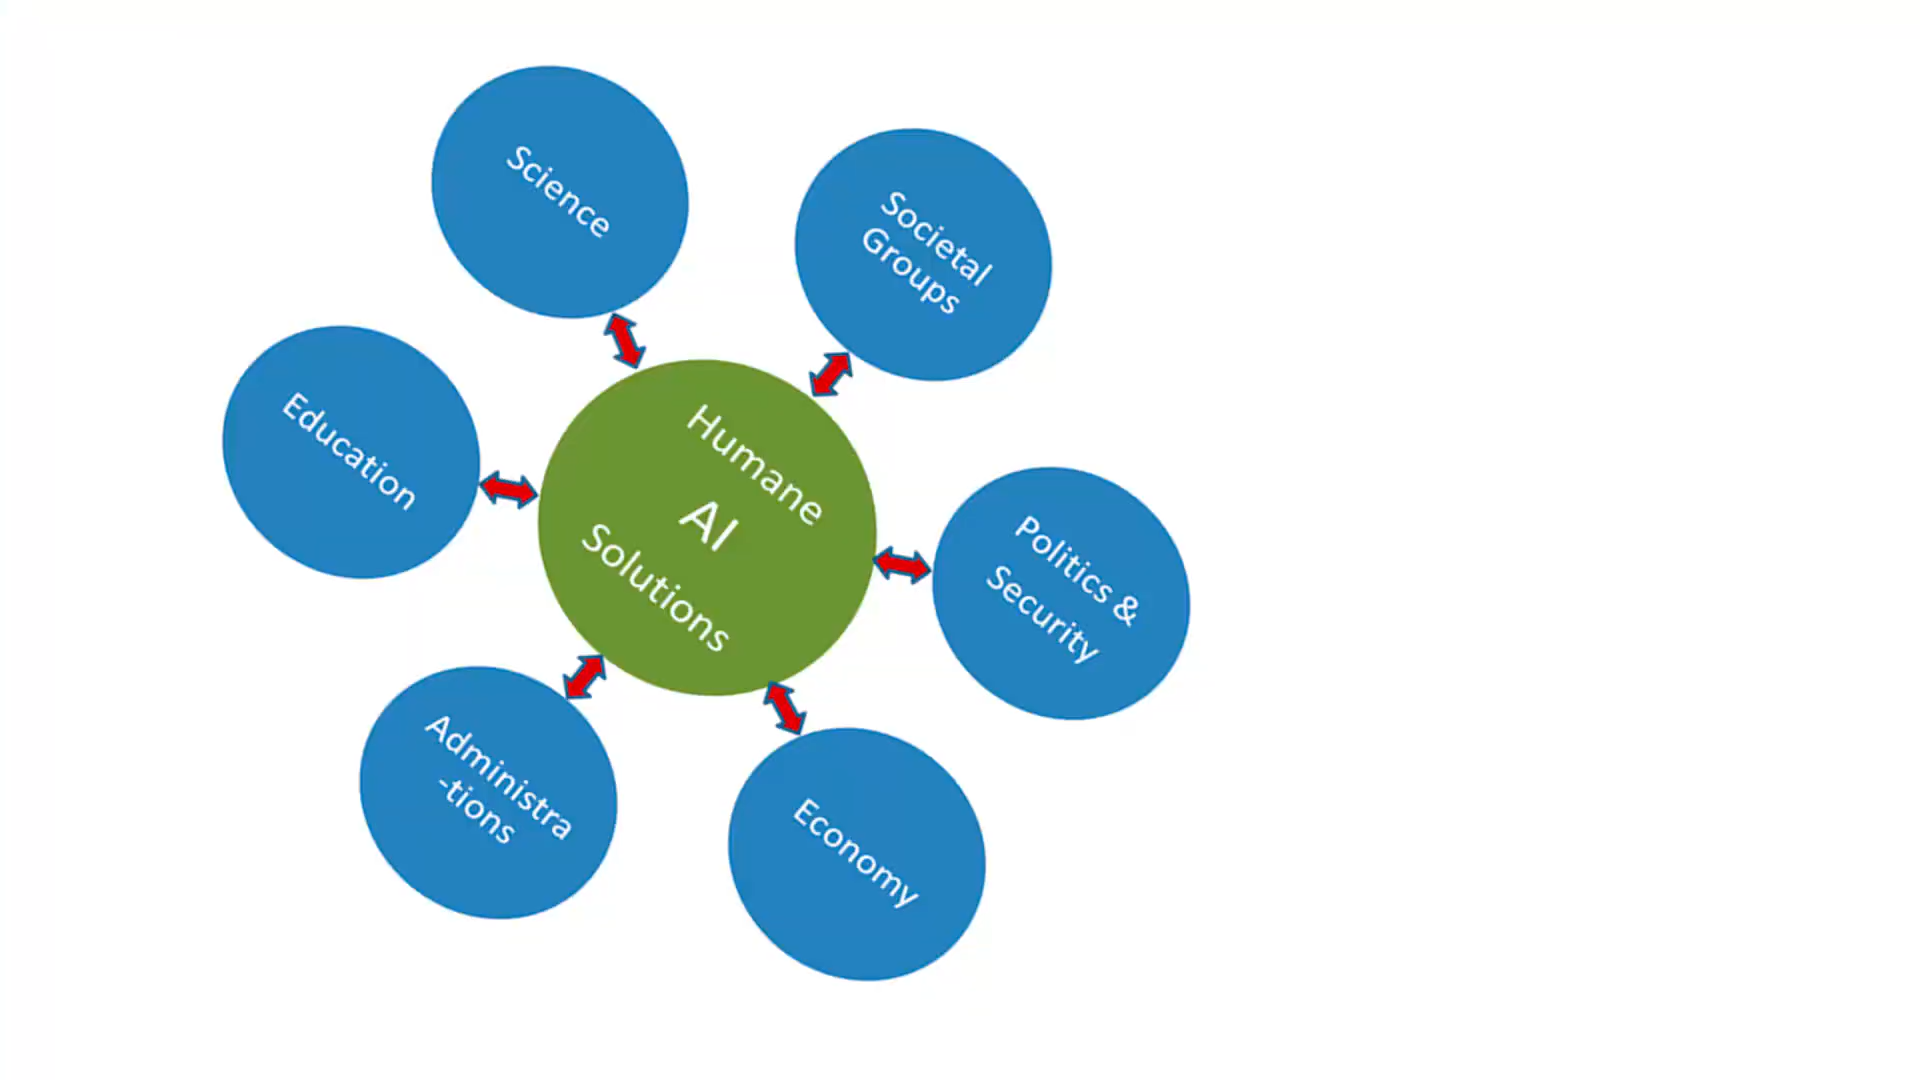 Science
Societal
Groups
Education
Humane
AI
Solutions
Politics &
Security
Administra
-tions
Economy